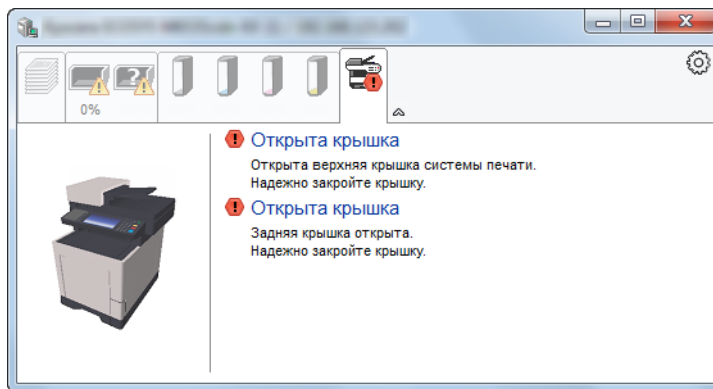 ?
0%
Открыта крышка
Открыта верхняя крышка системы печати.
Надежно закройте крышку.
Открыта крышка
Задняя крышка открыта.
Надежно закройте крышку.